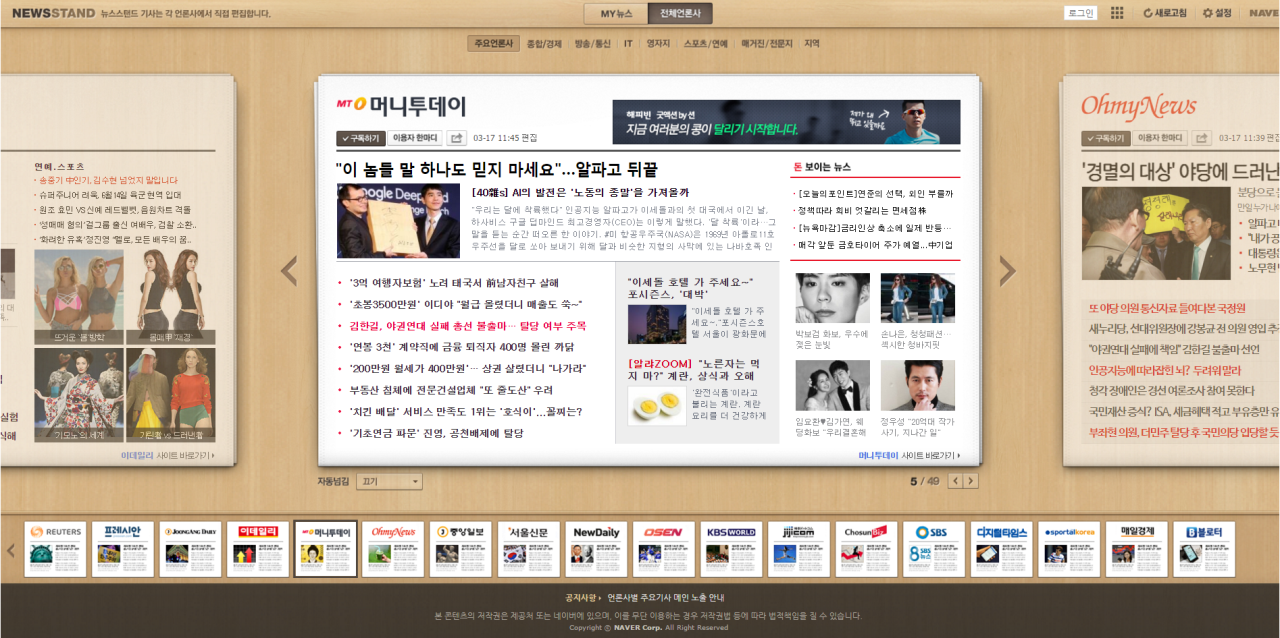 NEWSSTAND 뉴스스탠드 기사는 각 언론사에서 직접 편집합니다.
MY뉴스 전체언론사
로그인 새로고침 설정 NAVE
주요언론사 종합/경제 방송/통신 IT 영자지 스포츠/연예 매거진/전문지 지역
연예.스포츠
송중기 中인기, 김수현 넘었지 말입니다
슈퍼주니어 려욱, 6월14일 육군 현역 입대
원조 효민 VS신예 레드벨벳, 음원차트 격돌
'성매매 혐의' 걸그룹 출신 여배우, 검찰 소환..
'화려한 유혹' 정진영 "멜로, 모든 배우의 꿈..
뜨거운 '몸'방학
몸매甲 '재경'
'기모노'의 세계
가린룩 vs 드러낸룩
이데일리 사이트 바로가기
MT 머니투데이
구독하기 이용자 한마디 03-17 11:45 편집
해피빈 굿액션 by 션
지금 여러분의 콩이 달리기 시작합니다.
"이 놈들 말 하나도 믿지 마세요"...알파고 뒤끝
[40雜s] AI의 발전은 '노동의 종말'을 가져올까
"우리는 달에 착륙했다" 인공지능 알파고가 이세돌과의 첫 대국에서 이긴 날,
하사비스 구글 딥마인드 최고경영자(CEO)는 이렇게 말했다. '달 착륙'이라…그
말을 듣는 순간 떠오른 한 이야기. #미 항공우주국(NASA)은 1969년 아폴로11호
우주선을 달로 쏘아 보내기 위해 달과 비슷한 지형의 사막에 있는 나바호족 인
'3억 여행자보험' 노려 태국서 前남자친구 살해
'초봉3500만원' 이디야 "월급 올렸더니 매출도 쑥~"
김한길, 야권연대 실패 총선 불출마… 탈당 여부 주목
'연봉 3천' 계약직에 금융 퇴직자 400명 몰린 까닭
'200만원 월세가 400만원'… 상권 살렸더니 "나가라"
부동산 침체에 전문건설업체 "또 줄도산" 우려
'치킨 배달' 서비스 만족도 1위는 '호식이'...꼴찌는?
'기초연금 파문' 진영, 공천배제에 탈당
"이세돌 호텔 가 주세요~"
포시즌스, '대박'
"이세돌 호텔 가 주
세요~."포시즌스호
텔 서울이 광화문에
[알라ZOOM] "노른자는 먹
지 마?" 계란, 상식과 오해
'완전식품'이라고
불리는 계란. 계란
요리를 더 건강하게
돈 보이는 뉴스
[오늘의포인트]연준의 선택, 외인 부를까
정책따라 희비 엇갈리는 면세점株
[뉴욕마감]금리인상 축소에 일제 반등…
매각 앞둔 금호타이어 주가 예열...中기업
박보검 화보, 우수에
젖은 눈빛
손나은, 청청패션…
섹시한 청바지핏
임요환♥김가연, 웨
딩화보 "우리결혼해
정우성 "20억대 작가
사기, 지나간 일"
머니투데이 사이트 바로가기
OhmyNews
구독하기 이용자 한마디 03-17 11:39 편집
'경멸의 대상' 야당에 드러난
또 야당 의원 통신자료 들여다본 국정원
새누리당, 선대위원장에 강봉균 전 의원 영입 추
"야권연대 실패에 책임" 김한길 불출마 선언
인공지능에 따라잡힌 뇌? 두려워 말라
청각 장애인은 경선 여론조사 참여 못한다
국민재산 증식? ISA, 세금혜택 적고 부유층만 유
부좌현 의원, 더민주 탈당 후 국민의당 입당할 듯
자동넘김 끄기
5 / 49
REUTERS 프레시안 JOONGANG DAILY 이데일리 MT 머니투데이 OhmyNews 중앙일보 서울신문 NewDaily OSEN KBS WORLD jjicom ChosunBiz SBS 디지털타임스 sportalkorea 매일경제 블로터
공지사항 언론사별 주요기사 메인 노출 안내
본 콘텐츠의 저작권은 제공처 또는 네이버에 있으며, 이를 무단 이용하는 경우 저작권법 등에 따라 법적책임을 질 수 있습니다.
Copyright © NAVER Corp. All Right Reserved